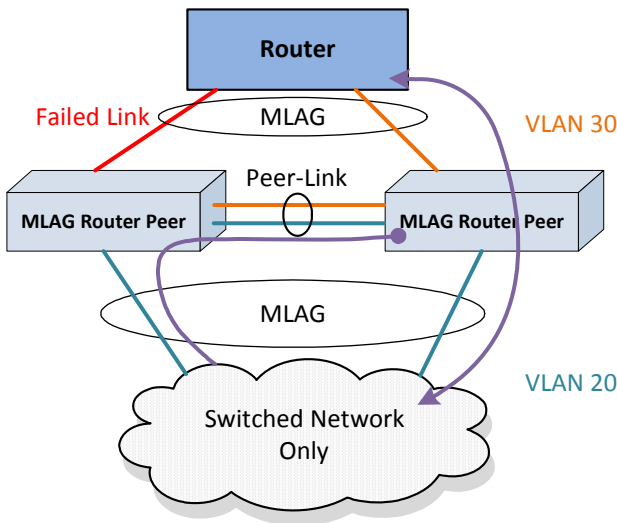 Router
Failed Link
MLAG
VLAN 30
Peer-Link
MLAG Router Peer
MLAG Router Peer
MLAG
VLAN 20
Switched Network
Only